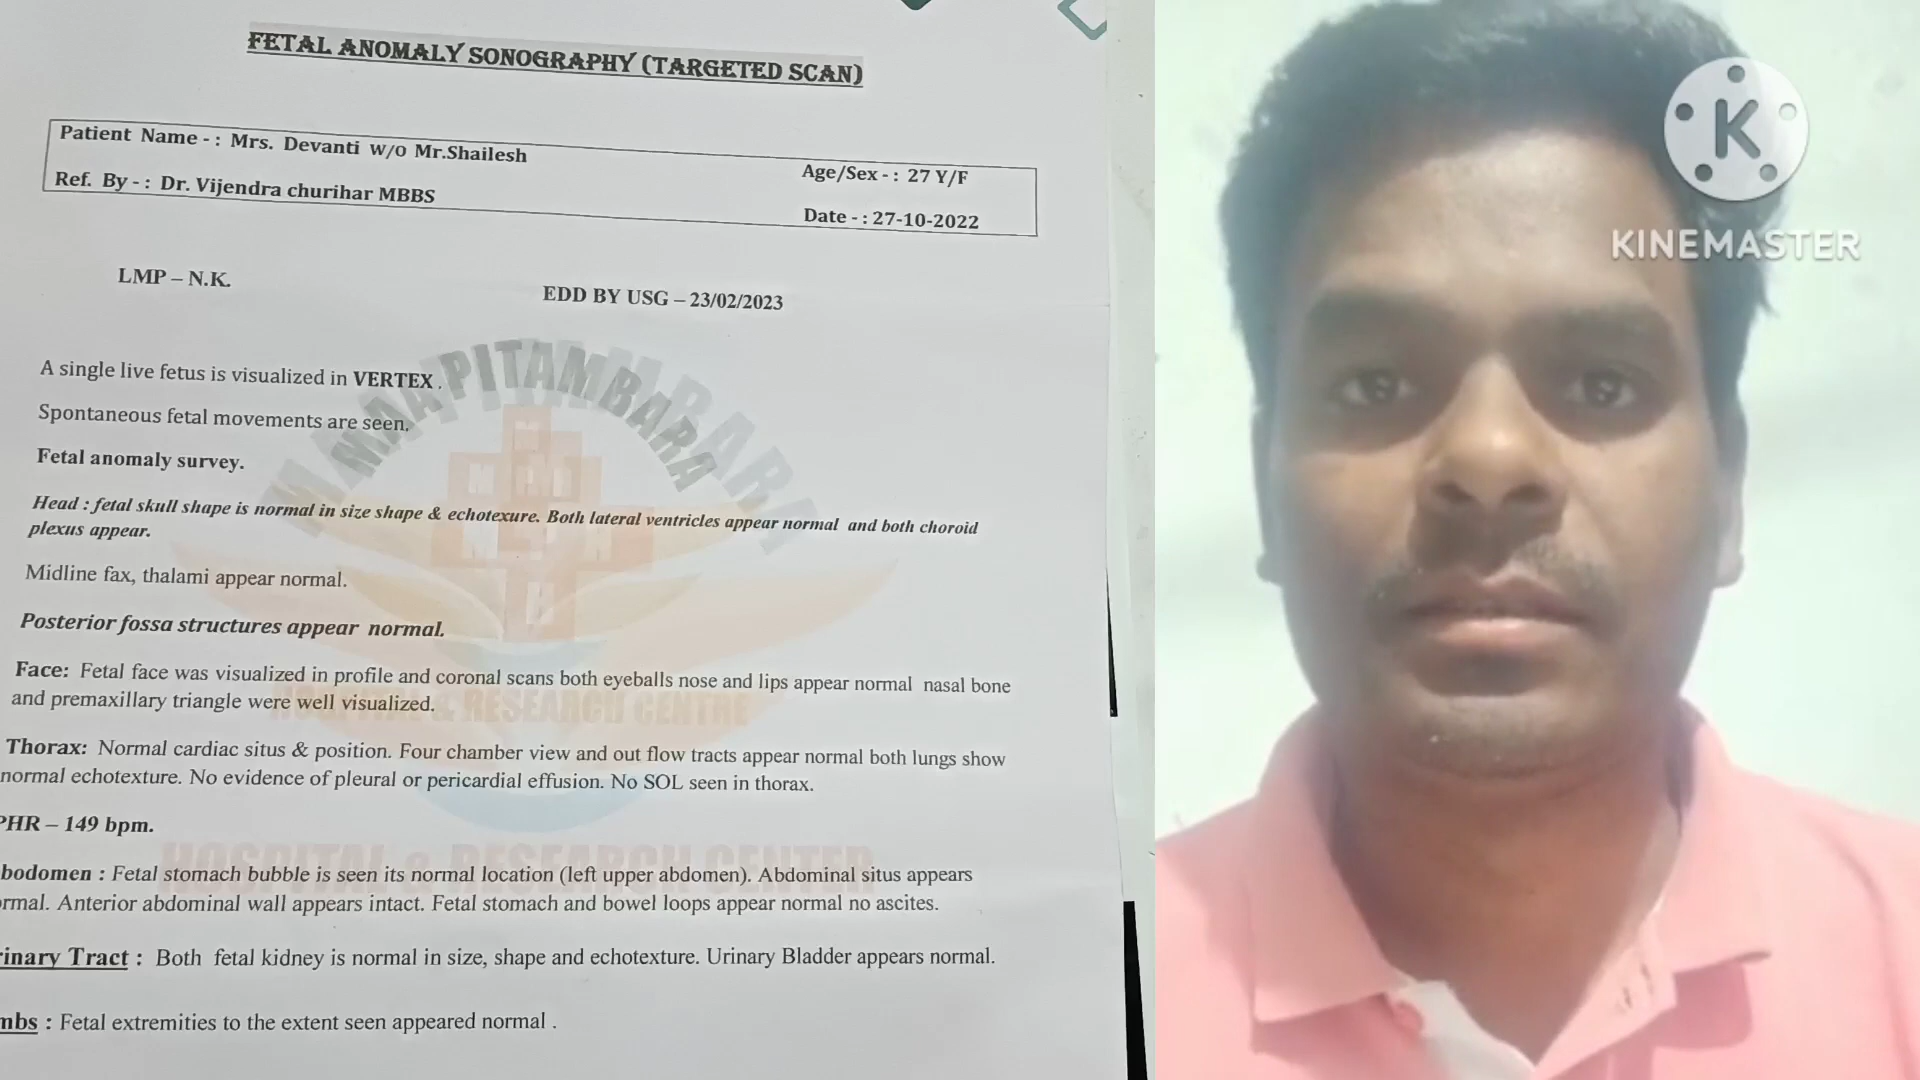 FETAL ANOMALY SONOGRAPHY (TARGETED SCAN)
Patient Name - : Mrs. Devanti W/O Mr.Shailesh
Age/Sex - : 27 Y/F
Ref. By - : Dr. Vijendra churihar MBBS
Date - : 27-10-2022
LMP – N.K.
EDD BY USG – 23/02/2023
A single live fetus is visualized in VERTEX .
Spontaneous fetal movements are seen.
Fetal anomaly survey.
Head : fetal skull shape is normal in size shape & echotexure. Both lateral ventricles appear normal and both choroid
plexus appear.
Midline fax, thalami appear normal.
Posterior fossa structures appear normal.
Face: Fetal face was visualized in profile and coronal scans both eyeballs nose and lips appear normal nasal bone
and premaxillary triangle were well visualized.
Thorax: Normal cardiac situs & position. Four chamber view and out flow tracts appear normal both lungs show
normal echotexture. No evidence of pleural or pericardial effusion. No SOL seen in thorax.
PHR – 149 bpm.
bodomen : Fetal stomach bubble is seen its normal location (left upper abdomen). Abdominal situs appears
rmal. Anterior abdominal wall appears intact. Fetal stomach and bowel loops appear normal no ascites.
rinary Tract : Both fetal kidney is normal in size, shape and echotexture. Urinary Bladder appears normal.
mbs : Fetal extremities to the extent seen appeared normal .
MAA PITAMBARA
HOSPITAL & RESEARCH CENTRE
HOSPITAL & RESEARCH CENTER
K
KINEMASTER